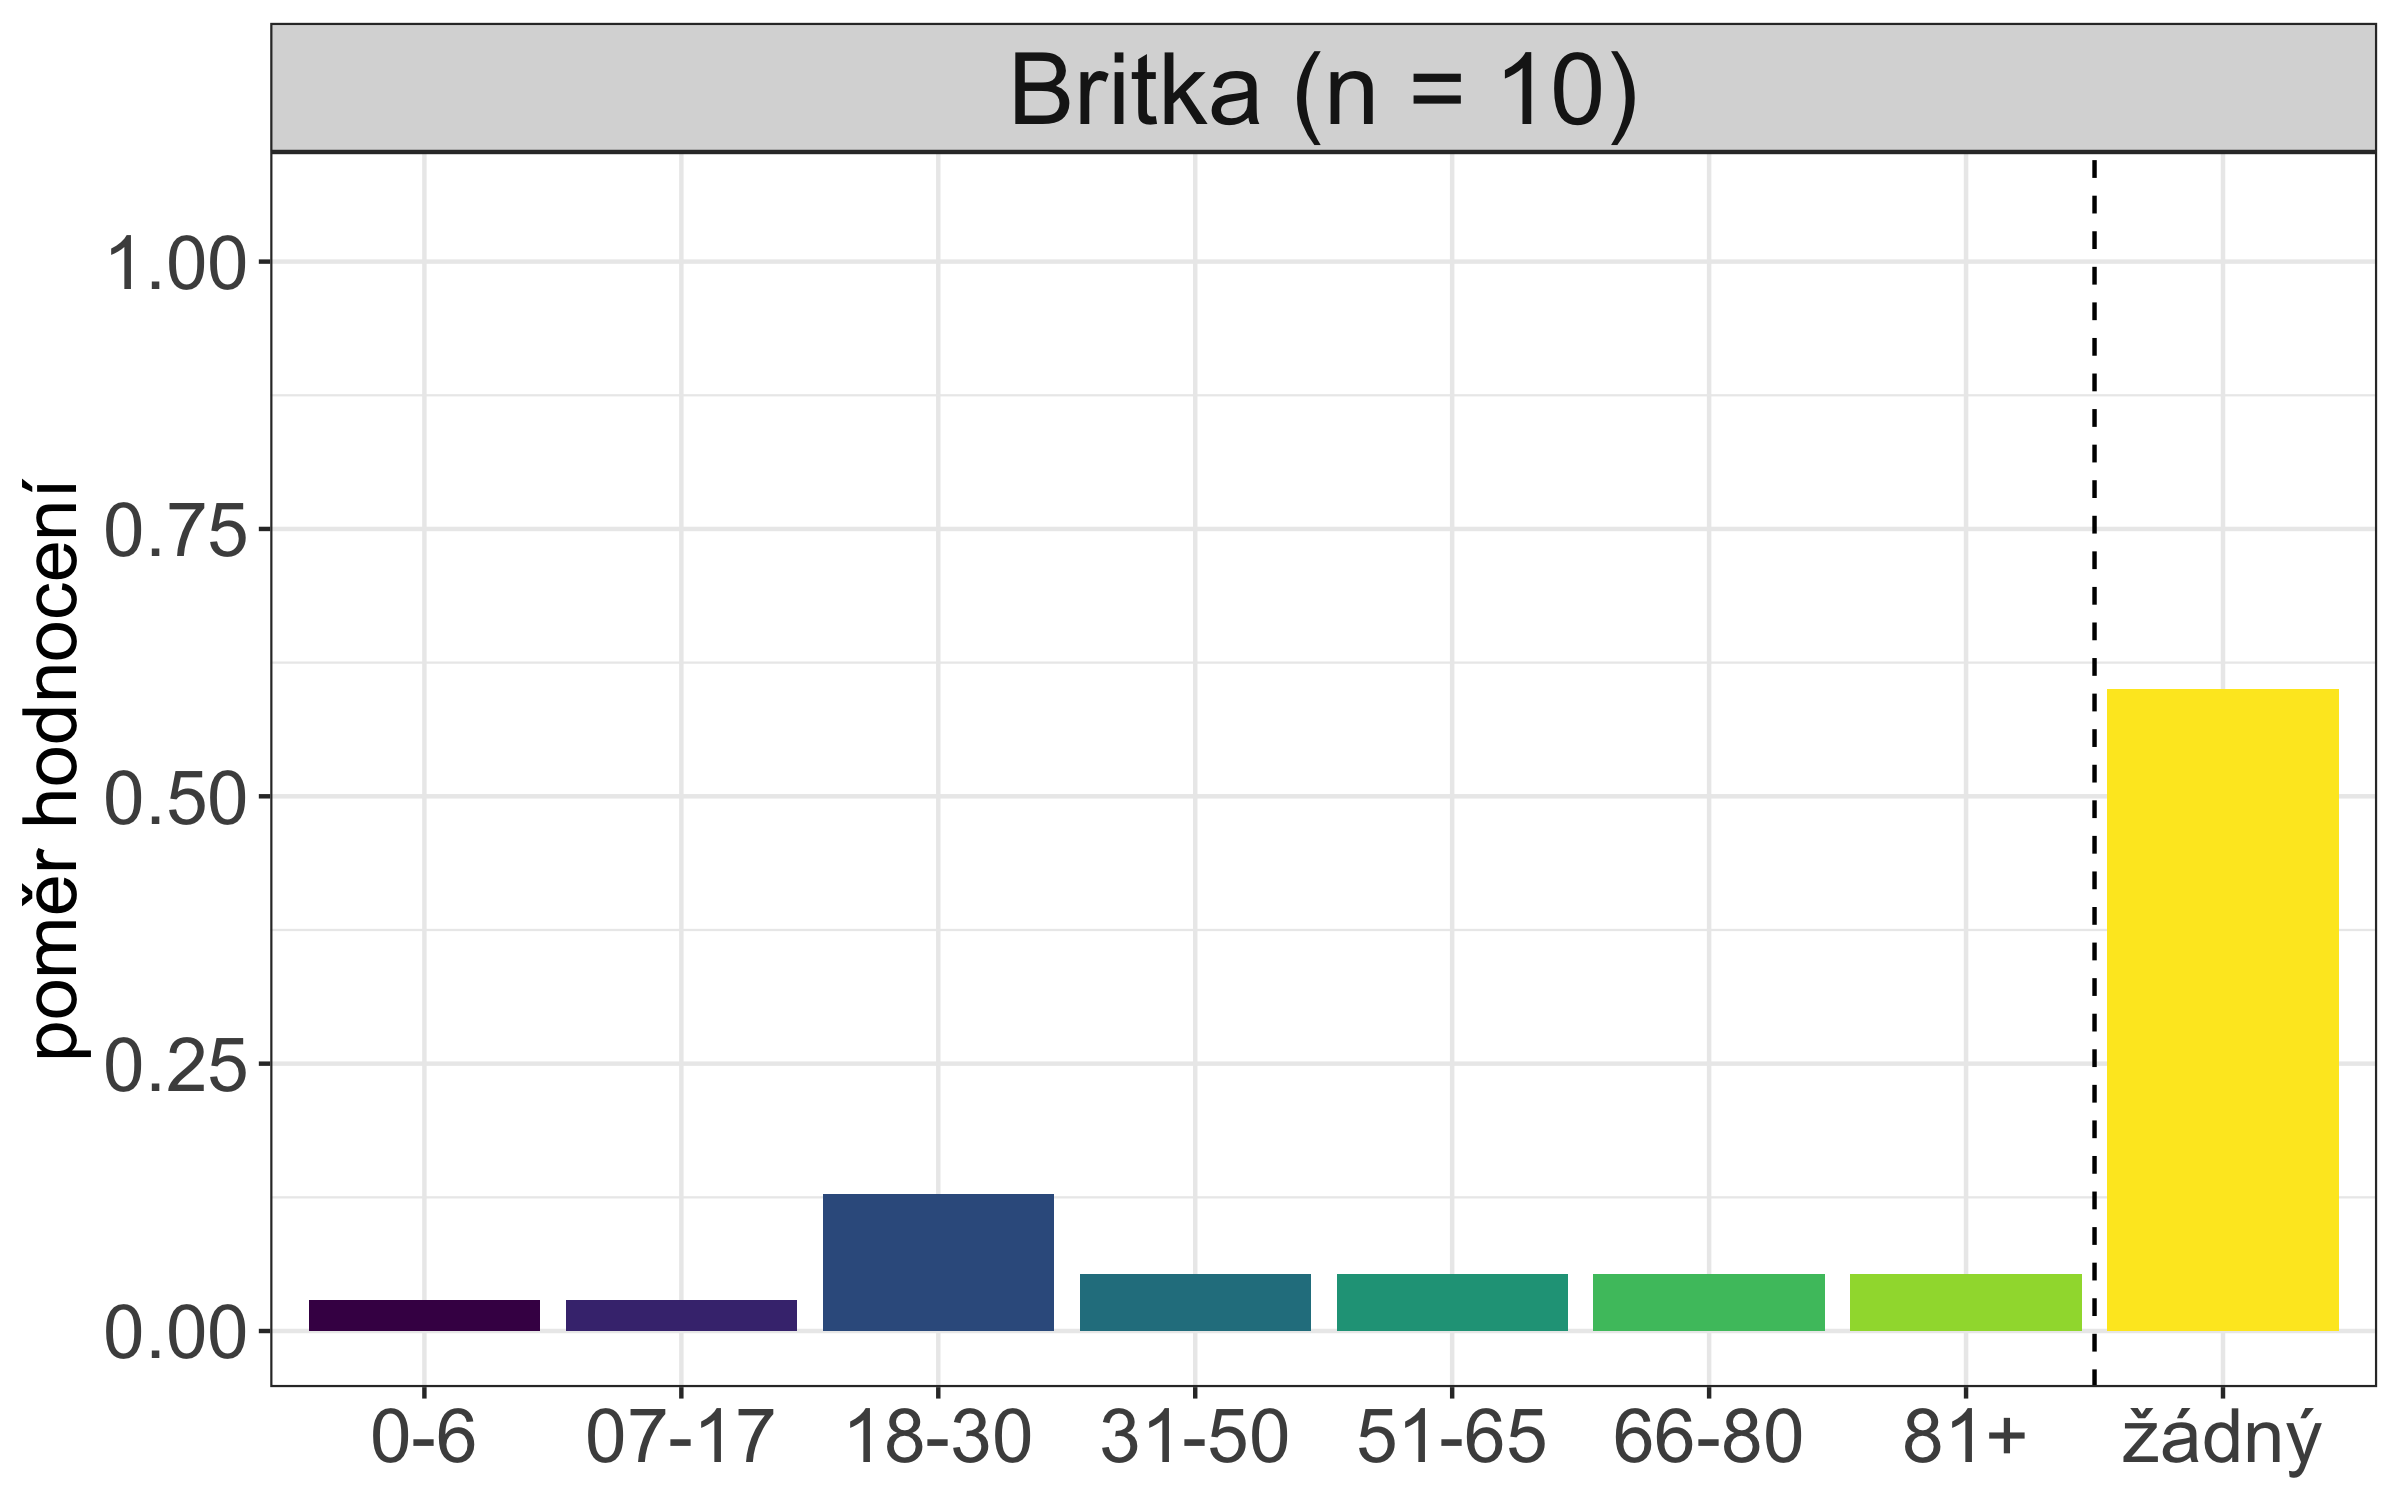 Britka (n = 10)
poměr hodnocení
1.00
0.75
0.50
0.25
0.00
0-6 07-17 18-30 31-50 51-65 66-80 81+ žádný